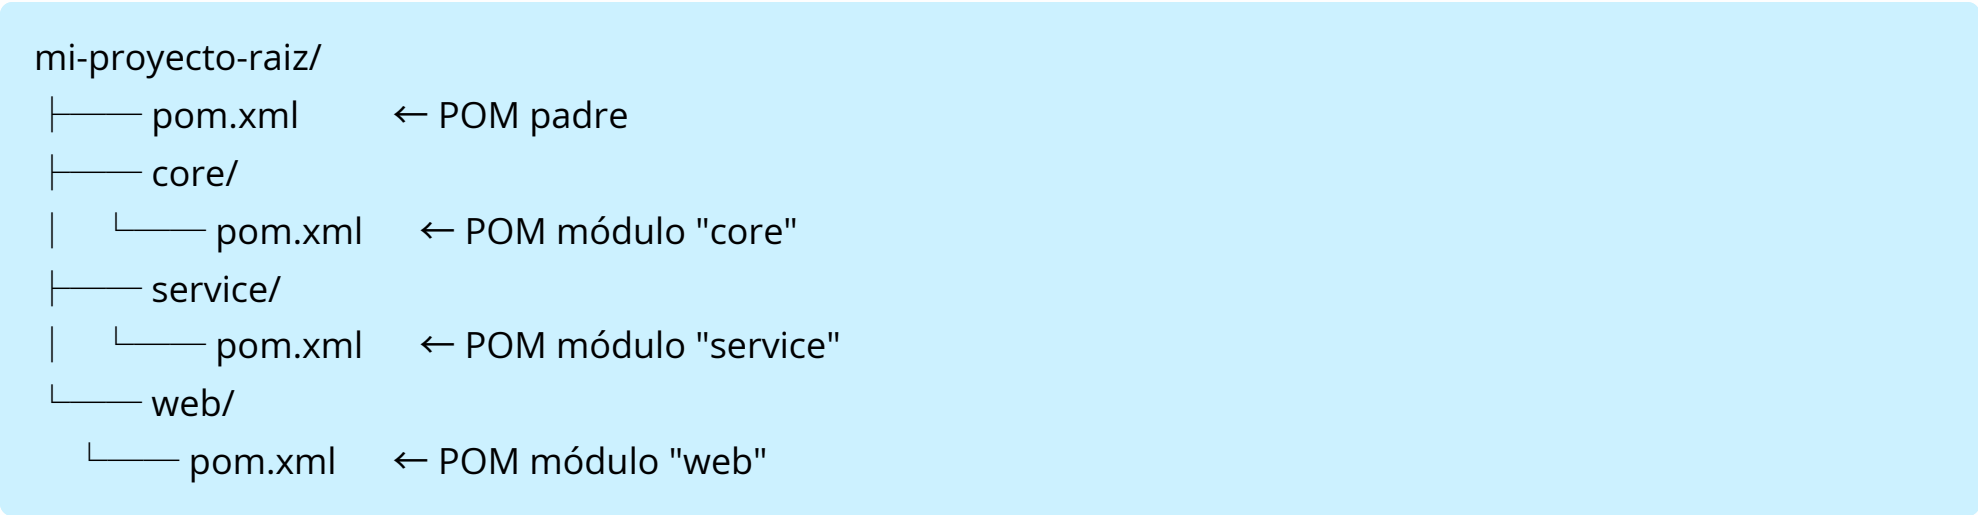 mi-proyecto-raiz/
├── pom.xml ← POM padre
├── core/
│ └── pom.xml ← POM módulo "core"
├── service/
│ └── pom.xml ← POM módulo "service"
└── web/
└── pom.xml ← POM módulo "web"